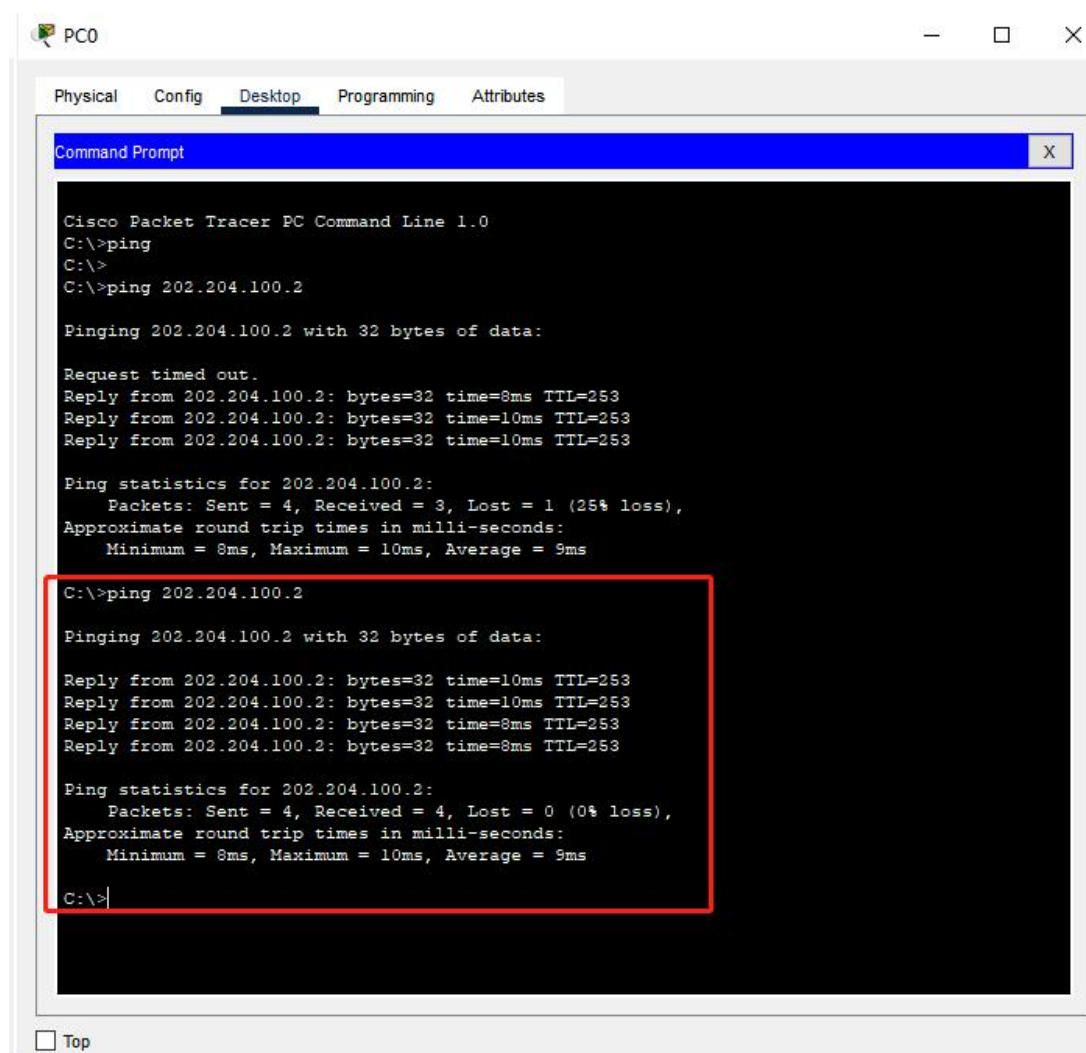 PC0
Physical Config Desktop Programming Attributes
Command Prompt X
Cisco Packet Tracer PC Command Line 1.0
C:\>ping
C:\>
C:\>ping 202.204.100.2
Pinging 202.204.100.2 with 32 bytes of data:
Request timed out.
Reply from 202.204.100.2: bytes=32 time=8ms TTL=253
Reply from 202.204.100.2: bytes=32 time=10ms TTL=253
Reply from 202.204.100.2: bytes=32 time=10ms TTL=253
Ping statistics for 202.204.100.2:
    Packets: Sent = 4, Received = 3, Lost = 1 (25% loss),
Approximate round trip times in milli-seconds:
    Minimum = 8ms, Maximum = 10ms, Average = 9ms
C:\>ping 202.204.100.2
Pinging 202.204.100.2 with 32 bytes of data:
Reply from 202.204.100.2: bytes=32 time=10ms TTL=253
Reply from 202.204.100.2: bytes=32 time=10ms TTL=253
Reply from 202.204.100.2: bytes=32 time=8ms TTL=253
Reply from 202.204.100.2: bytes=32 time=8ms TTL=253
Ping statistics for 202.204.100.2:
    Packets: Sent = 4, Received = 4, Lost = 0 (0% loss),
Approximate round trip times in milli-seconds:
    Minimum = 8ms, Maximum = 10ms, Average = 9ms
C:\>
Top